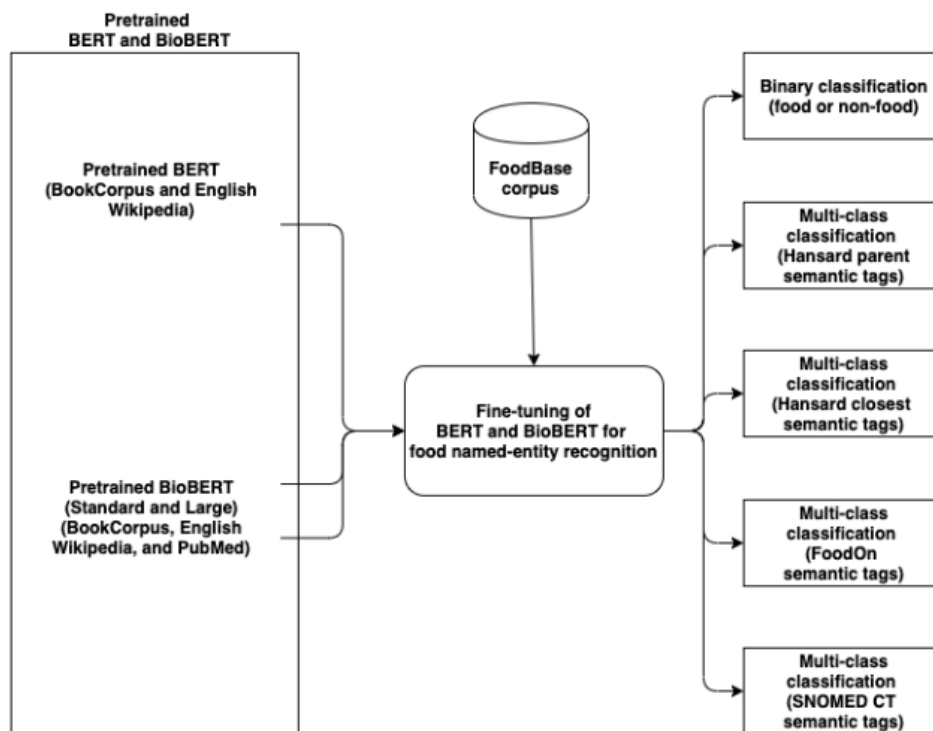 Pretrained
BERT and BioBERT
Pretrained BERT
(BookCorpus and English
Wikipedia)
Pretrained BioBERT
(Standard and Large)
(BookCorpus, English
Wikipedia, and PubMed)
FoodBase
corpus
Fine-tuning of
BERT and BioBERT for
food named-entity recognition
Binary classification
(food or non-food)
Multi-class
classification
(Hansard parent
semantic tags)
Multi-class
classification
(Hansard closest
semantic tags)
Multi-class
classification
(FoodOn
semantic tags)
Multi-class
classification
(SNOMED CT
semantic tags)